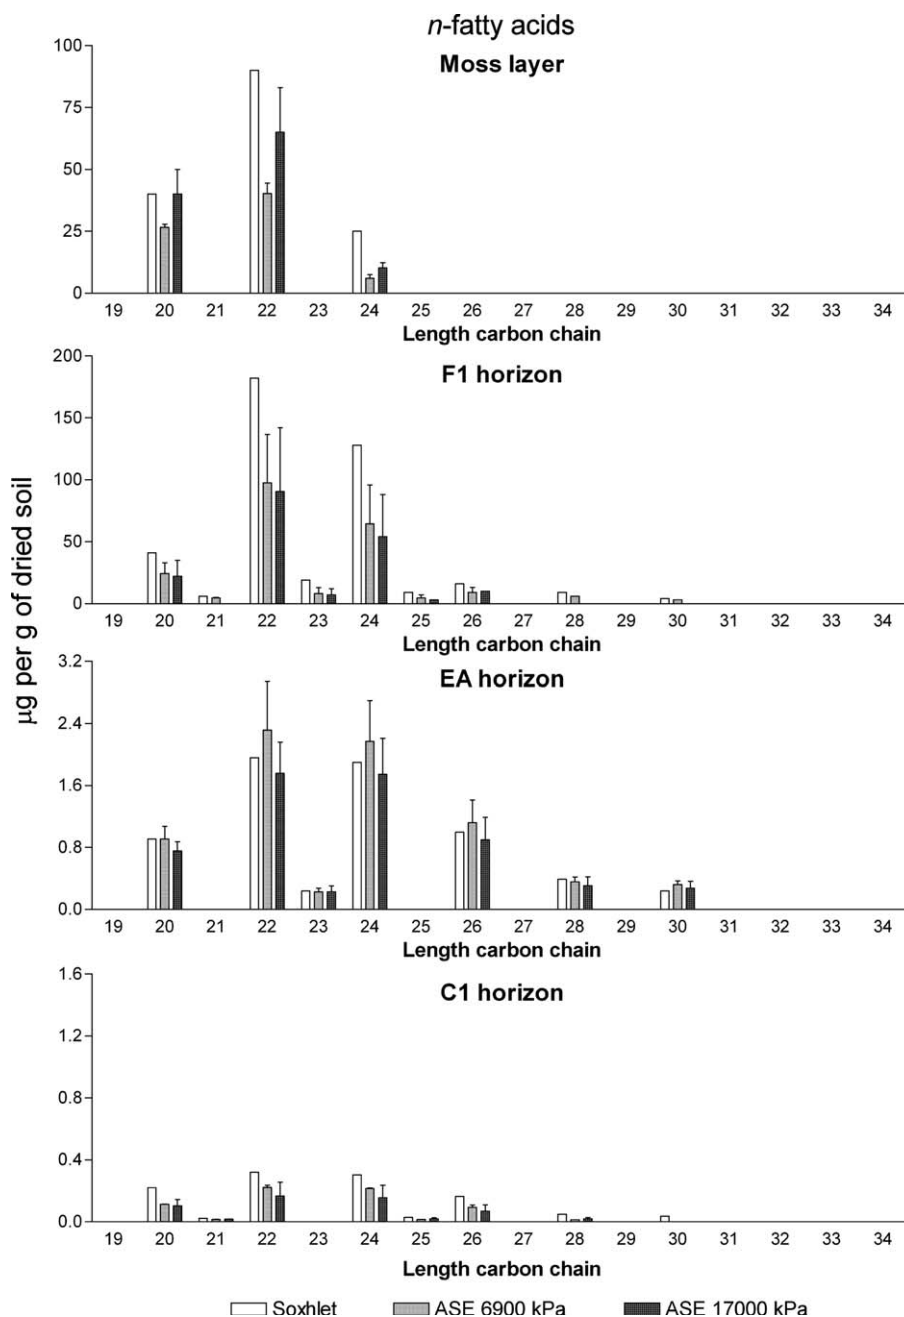 n-fatty acids
Moss layer
100
75
50
25
0
19 20 21 22 23 24 25 26 27 28 29 30 31 32 33 34
Length carbon chain
F1 horizon
200
150
100
50
0
19 20 21 22 23 24 25 26 27 28 29 30 31 32 33 34
Length carbon chain
µg per g of dried soil
EA horizon
3.2
2.4
1.6
0.8
0.0
19 20 21 22 23 24 25 26 27 28 29 30 31 32 33 34
Length carbon chain
C1 horizon
1.6
1.2
0.8
0.4
0.0
19 20 21 22 23 24 25 26 27 28 29 30 31 32 33 34
Length carbon chain
Soxhlet ASE 6900 kPa ASE 17000 kPa